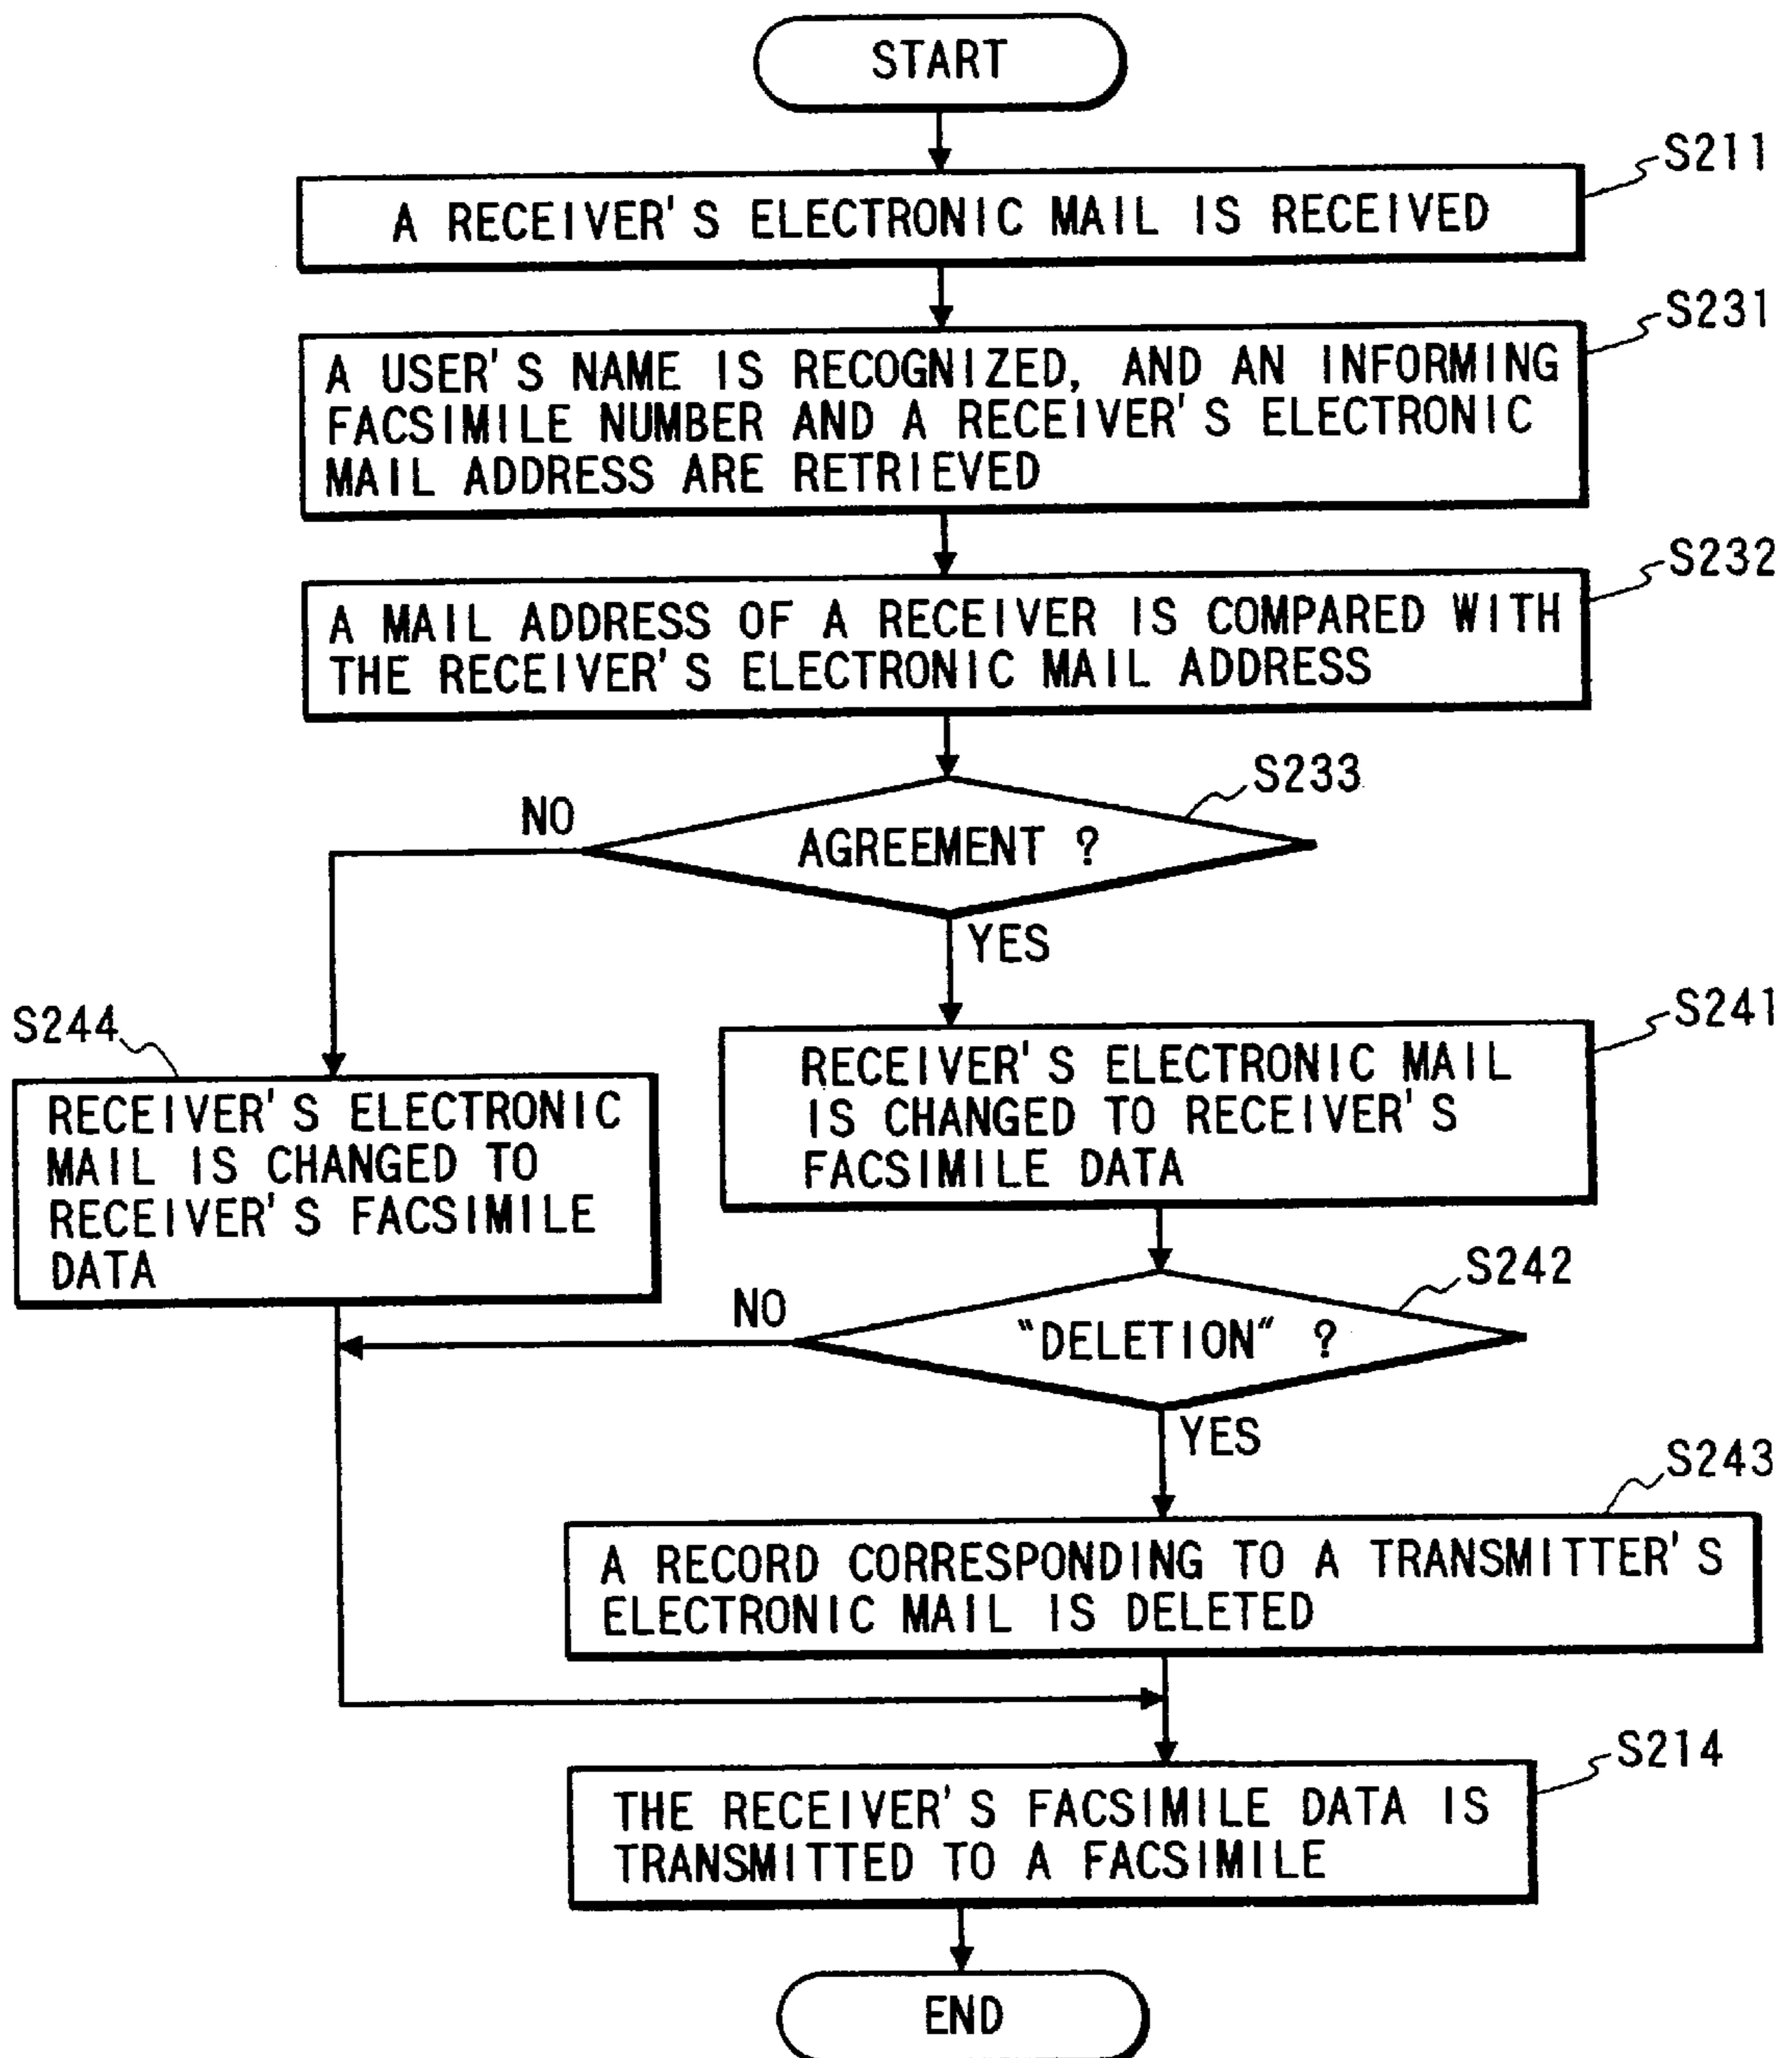 START
S211
A RECEIVER'S ELECTRONIC MAIL IS RECEIVED
S231
A USER'S NAME IS RECOGNIZED, AND AN INFORMING
FACSIMILE NUMBER AND A RECEIVER'S ELECTRONIC
MAIL ADDRESS ARE RETRIEVED
S232
A MAIL ADDRESS OF A RECEIVER IS COMPARED WITH
THE RECEIVER'S ELECTRONIC MAIL ADDRESS
S233
NO
AGREEMENT ?
YES
S244
RECEIVER'S ELECTRONIC
MAIL IS CHANGED TO
RECEIVER'S FACSIMILE
DATA
S241
RECEIVER'S ELECTRONIC MAIL
IS CHANGED TO RECEIVER'S
FACSIMILE DATA
S242
NO
"DELETION" ?
YES
S243
A RECORD CORRESPONDING TO A TRANSMITTER'S
ELECTRONIC MAIL IS DELETED
S214
THE RECEIVER'S FACSIMILE DATA IS
TRANSMITTED TO A FACSIMILE
END